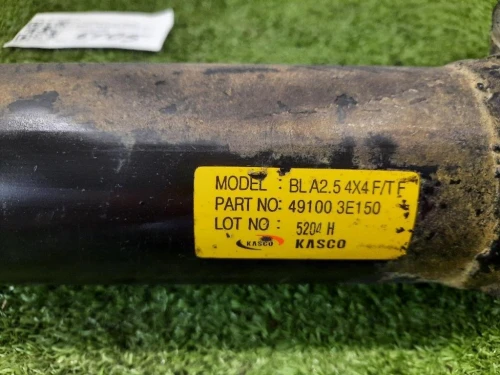 MODEL : BL A2.5 4X4 F/T F
PART NO: 49100 3E150
LOT NO : 5204 H
KASCO KASCO